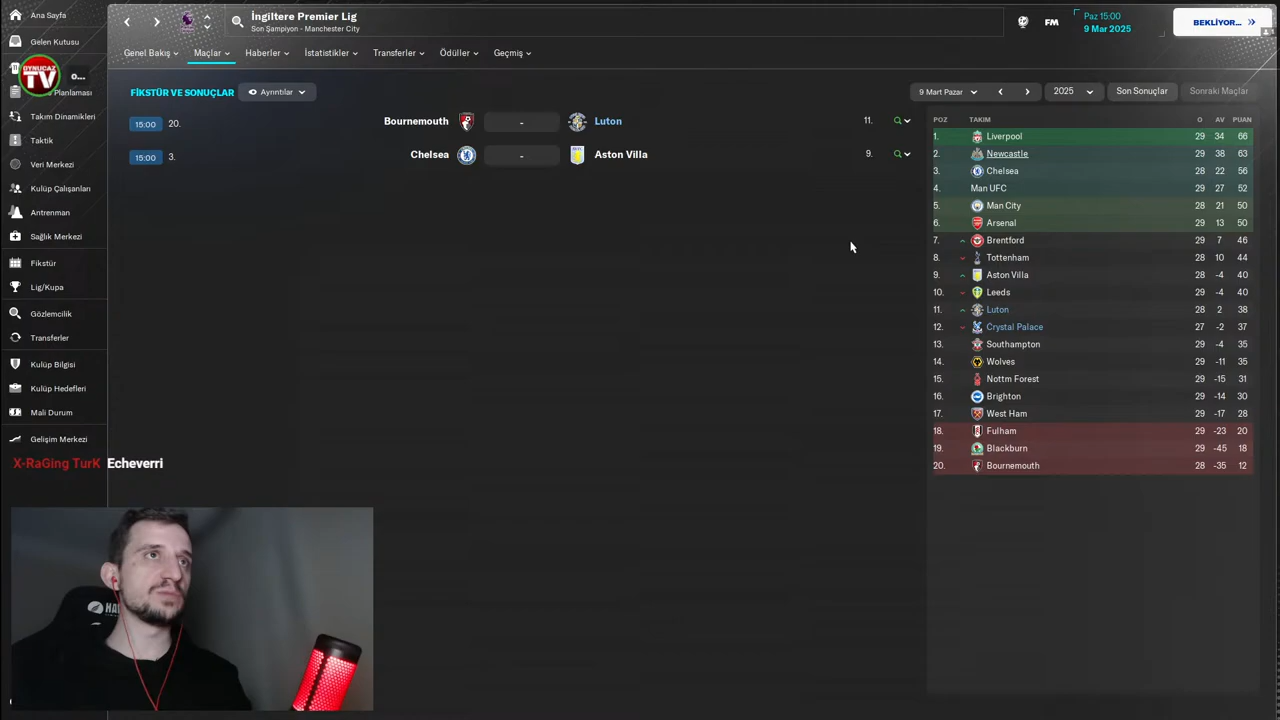 Ana Sayfa
Gelen Kutusu
OYNUCAZ TV
o...
Planlaması
Takım Dinamikleri
Taktik
Veri Merkezi
Kulüp Çalışanları
Antrenman
Sağlık Merkezi
Fikstür
Lig/Kupa
Gözlemcilik
Transferler
Kulüp Bilgisi
Kulüp Hedefleri
Mali Durum
Gelişim Merkezi
X-RaGing TurK Echeverri
İngiltere Premier Lig
Son Şampiyon - Manchester City
FM
Paz 15:00
9 Mar 2025
BEKLİYOR...
1
Genel Bakış
Maçlar
Haberler
İstatistikler
Transferler
Ödüller
Geçmiş
FİKSTÜR VE SONUÇLAR
Ayrıntılar
9 Mart Pazar
2025
Son Sonuçlar
Sonraki Maçlar
15:00 20. Bournemouth - Luton 11.
15:00 3. Chelsea - Aston Villa 9.
POZ TAKIM O AV PUAN
1. Liverpool 29 34 66
2. Newcastle 29 38 63
3. Chelsea 28 22 56
4. Man UFC 29 27 52
5. Man City 28 21 50
6. Arsenal 29 13 50
7. Brentford 29 7 46
8. Tottenham 28 10 44
9. Aston Villa 28 -4 40
10. Leeds 29 -4 40
11. Luton 28 2 38
12. Crystal Palace 27 -2 37
13. Southampton 29 -4 35
14. Wolves 29 -11 35
15. Nottm Forest 29 -15 31
16. Brighton 29 -14 30
17. West Ham 29 -17 28
18. Fulham 29 -23 20
19. Blackburn 29 -45 18
20. Bournemouth 28 -35 12